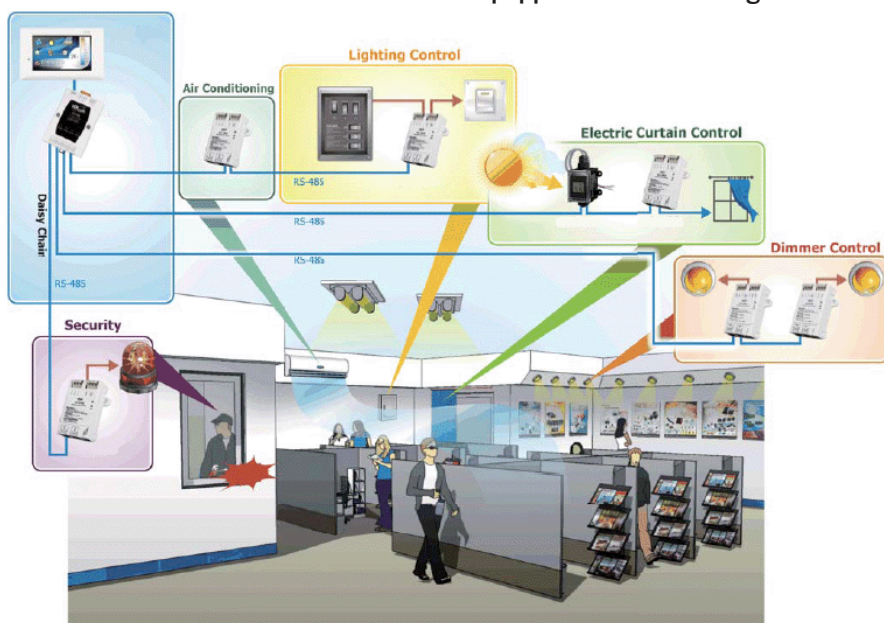 Lighting Control
Air Conditioning
Electric Curtain Control
RS-485
RS-485
Daisy Chain
RS-485
Dimmer Control
RS-485
Security